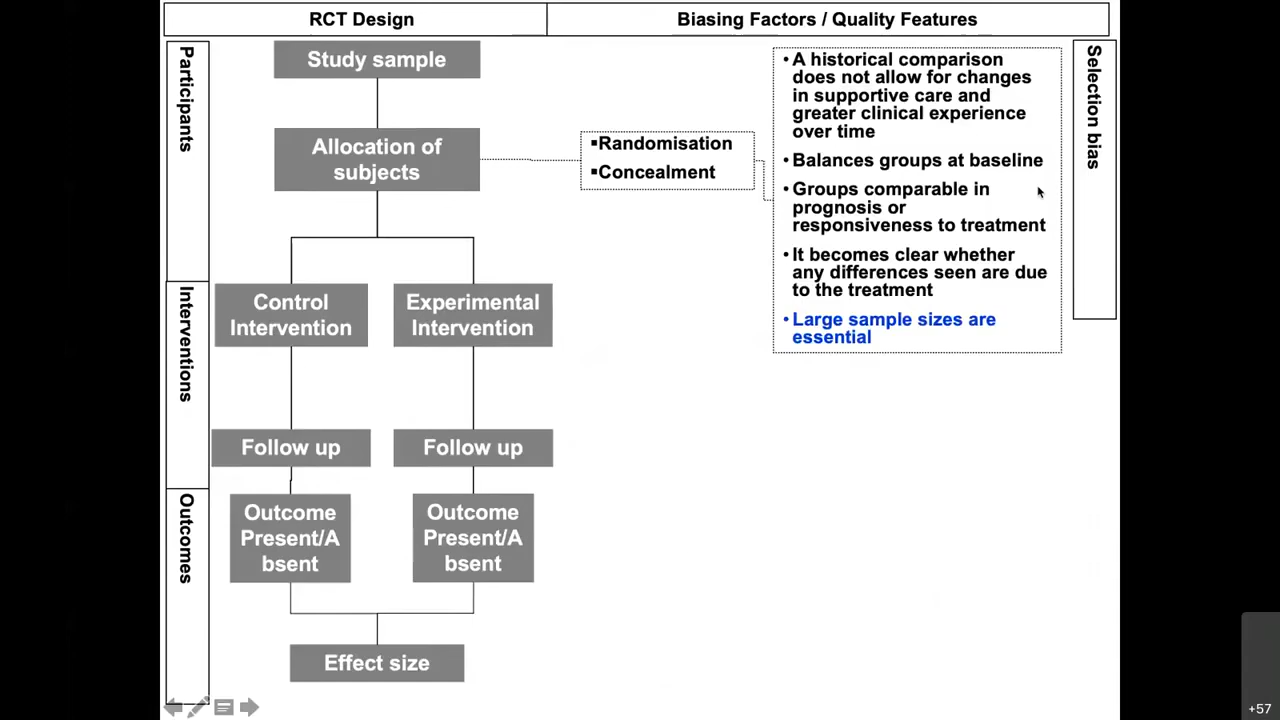 RCT Design
Biasing Factors / Quality Features
Participants
Study sample
Allocation of
subjects
▪Randomisation
▪Concealment
• A historical comparison
does not allow for changes
in supportive care and
greater clinical experience
over time
• Balances groups at baseline
• Groups comparable in
prognosis or
responsiveness to treatment
• It becomes clear whether
any differences seen are due
to the treatment
• Large sample sizes are
essential
Selection bias
Interventions
Control
Intervention
Experimental
Intervention
Follow up
Follow up
Outcomes
Outcome
Present/A
bsent
Outcome
Present/A
bsent
Effect size
+57